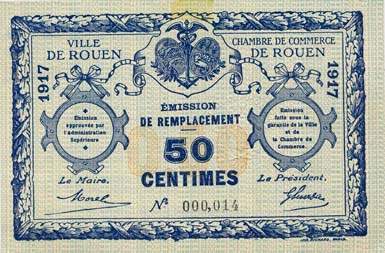 VILLE
DE ROUEN
CHAMBRE DE COMMERCE
DE ROUEN
1917
1917
ÉMISSION
DE REMPLACEMENT
50
CENTIMES
Émission
approuvée par
l'Administration
Supérieure
Émission
faite sous la
garantie de la Ville
et de
la Chambre de
Commerce.
Le Maire,
Morel
Le Président,
Nº 000,014